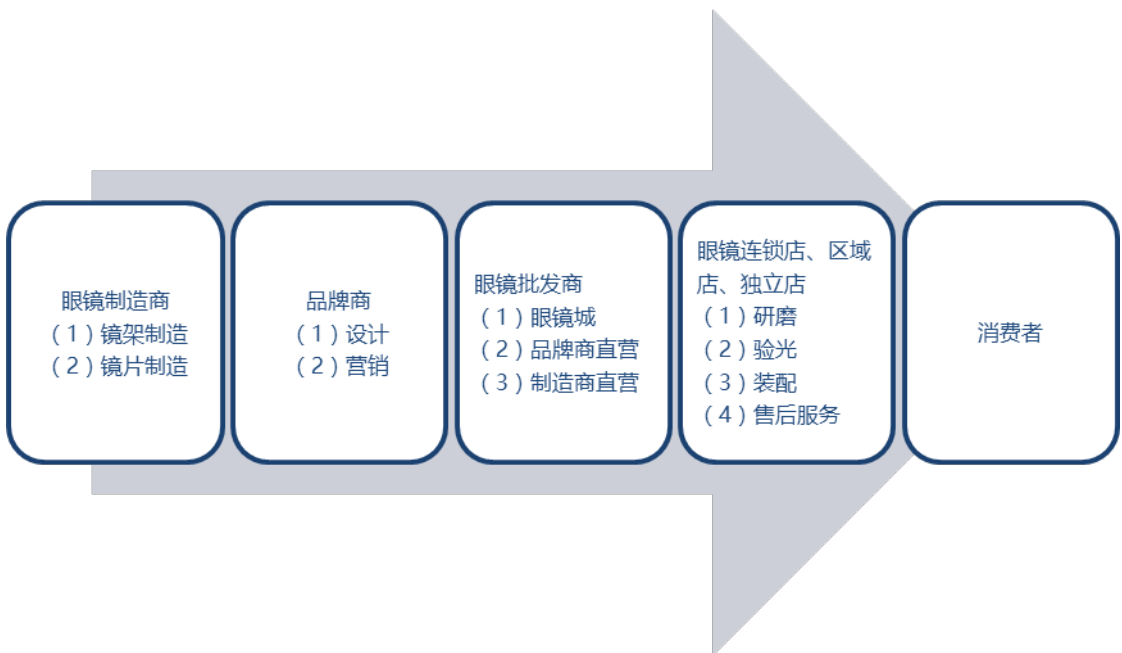 眼镜制造商
（1）镜架制造
（2）镜片制造
品牌商
（1）设计
（2）营销
眼镜批发商
（1）眼镜城
（2）品牌商直营
（3）制造商直营
眼镜连锁店、区域
店、独立店
（1）研磨
（2）验光
（3）装配
（4）售后服务
消费者